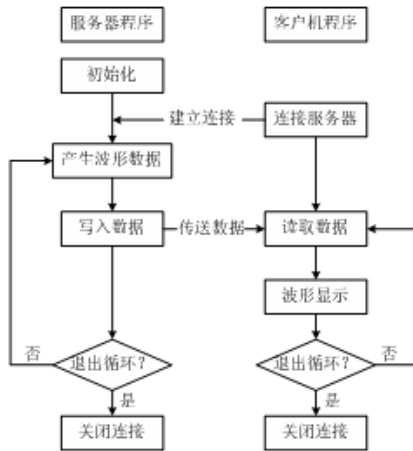 服务器程序
客户机程序
初始化
建立连接
连接服务器
产生波形数据
写入数据
传送数据
读取数据
波形显示
否
退出循环?
退出循环?
否
是
是
关闭连接
关闭连接